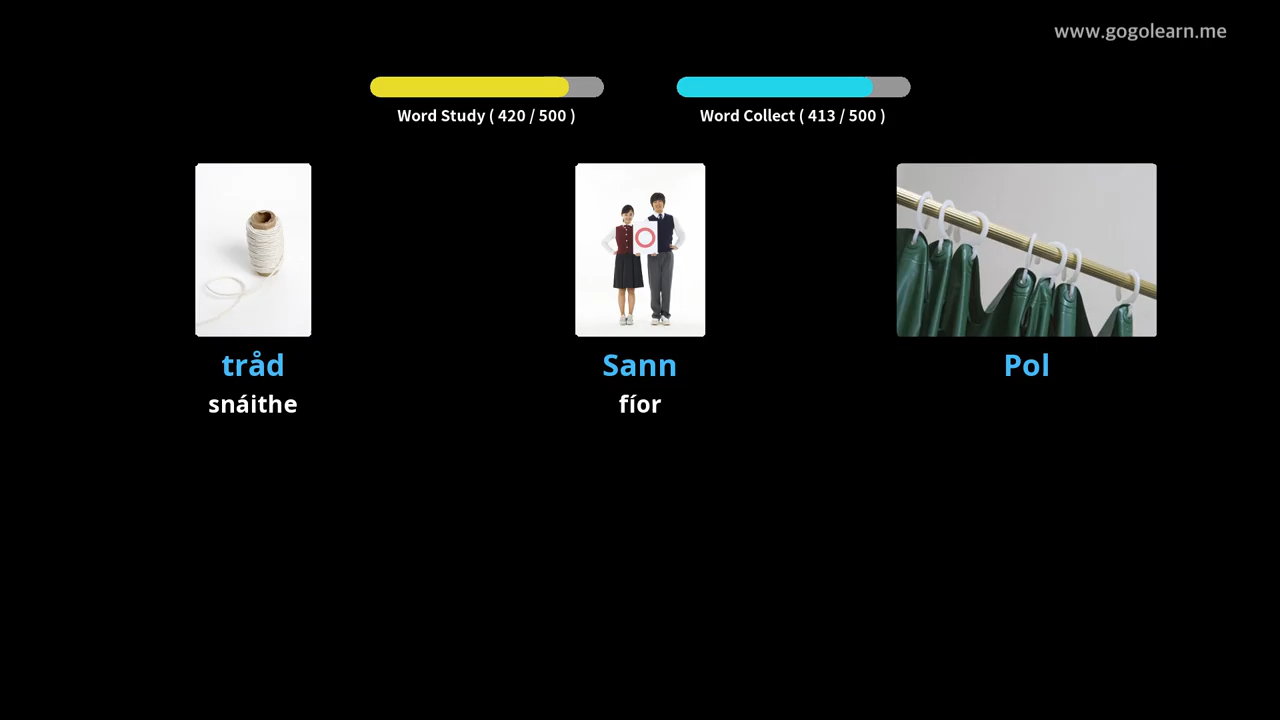 www.gogolearn.me
Word Study ( 420 / 500 )
Word Collect ( 413 / 500 )
tråd
snáithe
Sann
fíor
Pol